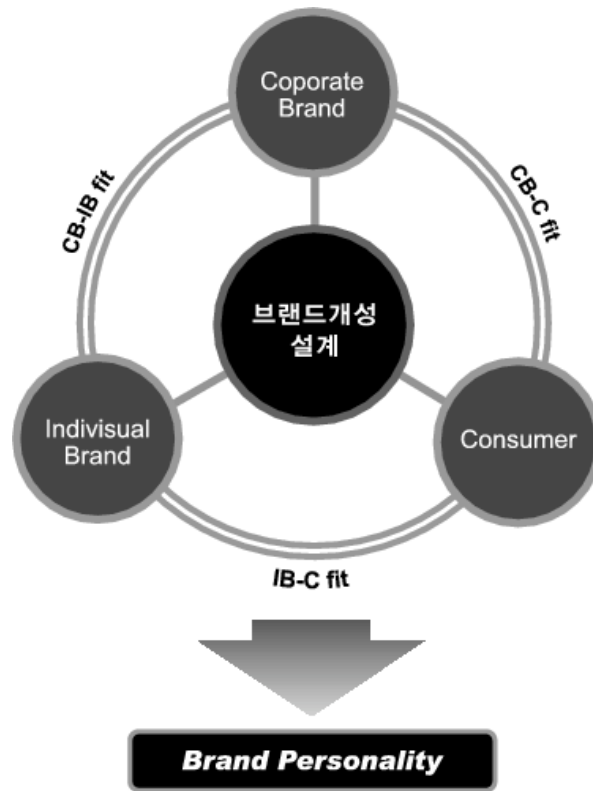 Coporate
Brand
CB-IB fit
CB-C fit
브랜드개성
설계
Indivisual
Brand
Consumer
IB-C fit
Brand Personality